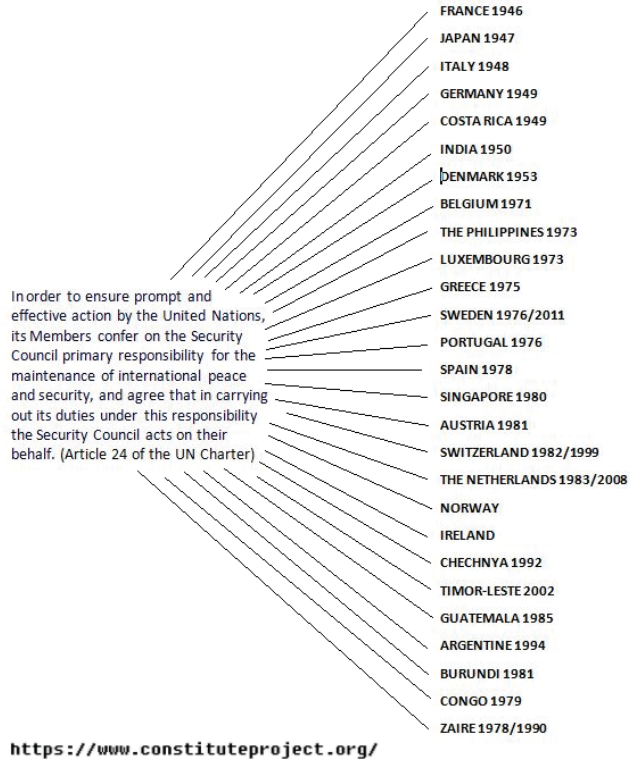 FRANCE 1946
JAPAN 1947
ITALY 1948
GERMANY 1949
COSTA RICA 1949
INDIA 1950
DENMARK 1953
BELGIUM 1971
THE PHILIPPINES 1973
LUXEMBOURG 1973
GREECE 1975
SWEDEN 1976/2011
PORTUGAL 1976
SPAIN 1978
SINGAPORE 1980
AUSTRIA 1981
SWITZERLAND 1982/1999
THE NETHERLANDS 1983/2008
NORWAY
IRELAND
CHECHNYA 1992
TIMOR-LESTE 2002
GUATEMALA 1985
ARGENTINE 1994
BURUNDI 1981
CONGO 1979
ZAIRE 1978/1990
In order to ensure prompt and
effective action by the United Nations,
its Members confer on the Security
Council primary responsibility for the
maintenance of international peace
and security, and agree that in carrying
out its duties under this responsibility
the Security Council acts on their
behalf. (Article 24 of the UN Charter)
https://www.constituteproject.org/